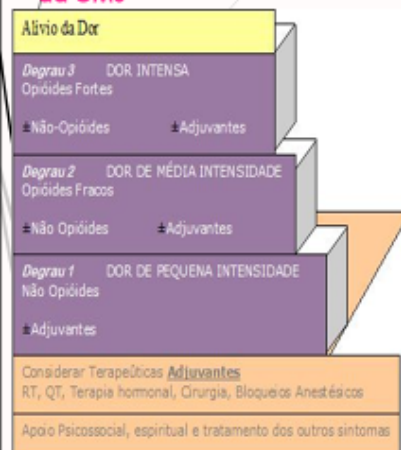 Alivio da Dor
Degrau 3 DOR INTENSA
Opióides Fortes
±Não-Opióides ±Adjuvantes
Degrau 2 DOR DE MÉDIA INTENSIDADE
Opióides Fracos
±Não Opióides ±Adjuvantes
Degrau 1 DOR DE PEQUENA INTENSIDADE
Não Opióides
±Adjuvantes
Considerar Terapeûticas Adjuvantes
RT, QT, Terapia hormonal, Cirurgia, Bloqueios Anestésicos
Apoio Psicossocial, espiritual e tratamento dos outros sintomas